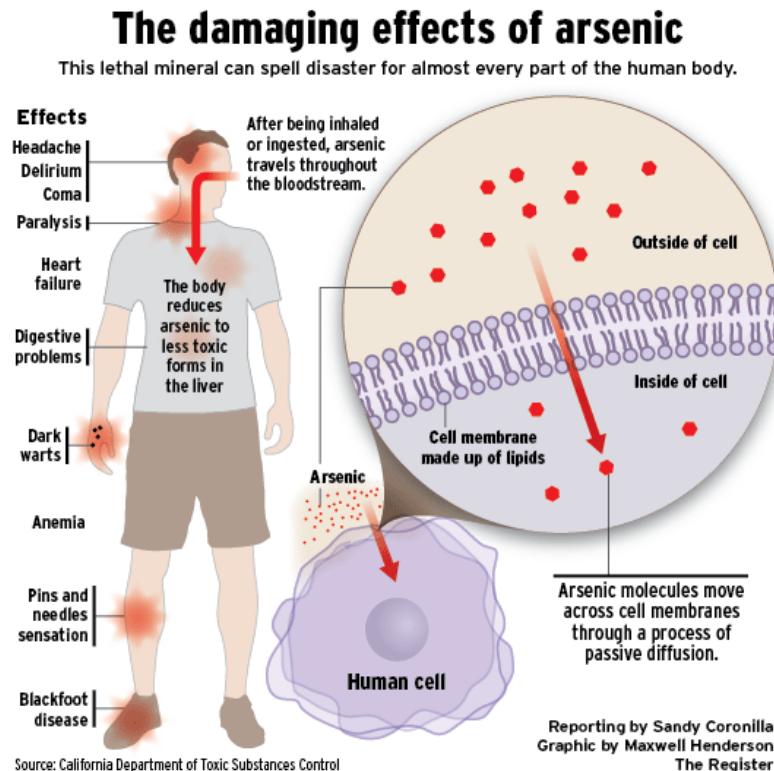 The damaging effects of arsenic
This lethal mineral can spell disaster for almost every part of the human body.
Effects
Headache
Delirium
Coma
Paralysis
Heart
failure
Digestive
problems
Dark
warts
Anemia
Pins and
needles
sensation
Blackfoot
disease
After being inhaled
or ingested, arsenic
travels throughout
the bloodstream.
The body
reduces
arsenic to
less toxic
forms in
the liver
Outside of cell
Inside of cell
Cell membrane
made up of lipids
Arsenic
Human cell
Arsenic molecules move
across cell membranes
through a process of
passive diffusion.
Reporting by Sandy Coronilla
Graphic by Maxwell Henderson
The Register
Source: California Department of Toxic Substances Control